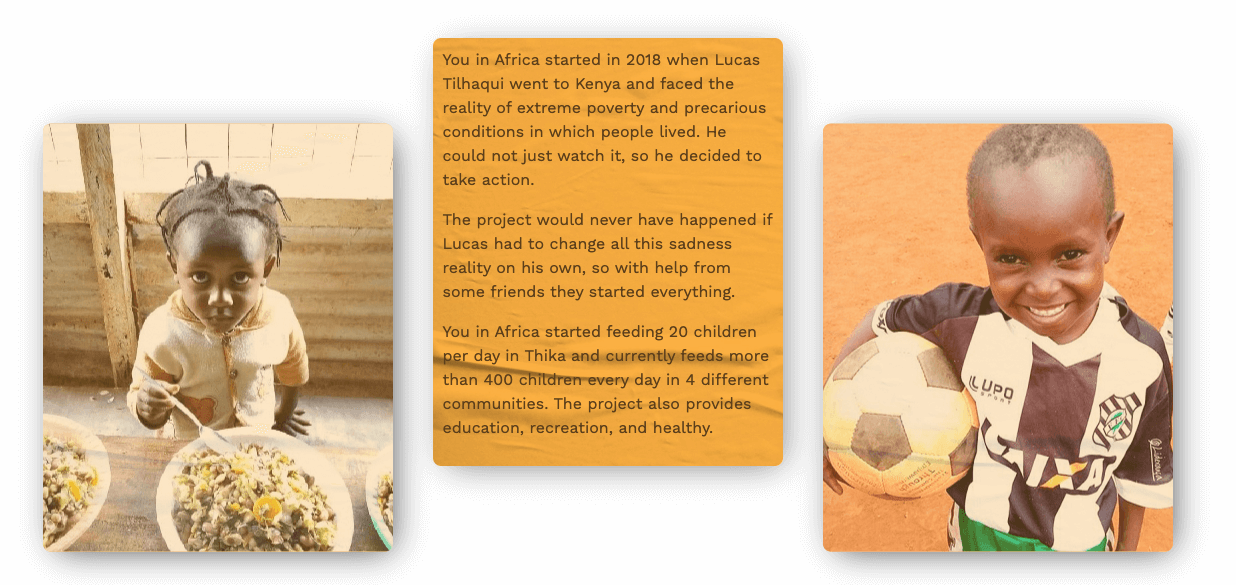 You in Africa started in 2018 when Lucas
Tilhaqui went to Kenya and faced the
reality of extreme poverty and precarious
conditions in which people lived. He
could not just watch it, so he decided to
take action.
The project would never have happened if
Lucas had to change all this sadness
reality on his own, so with help from
some friends they started everything.
You in Africa started feeding 20 children
per day in Thika and currently feeds more
than 400 children every day in 4 different
communities. The project also provides
education, recreation, and healthy.
LUPO
SPORT
CAIXA